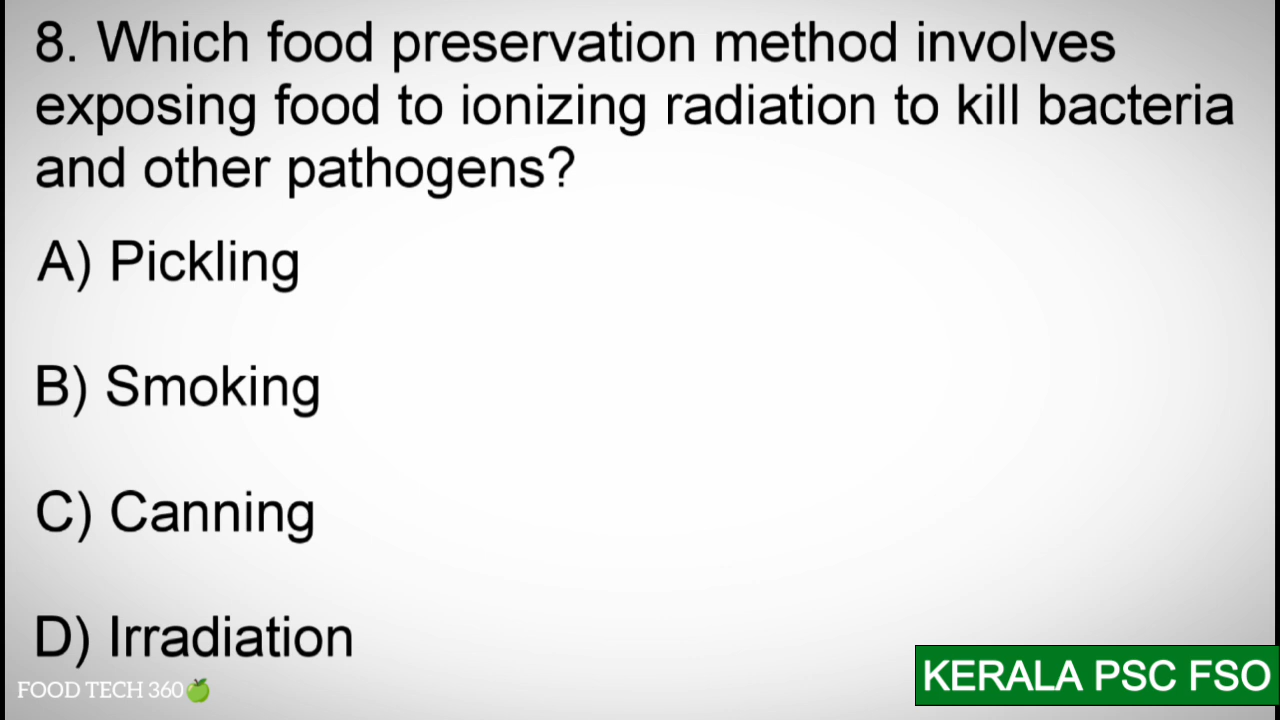 8. Which food preservation method involves
exposing food to ionizing radiation to kill bacteria
and other pathogens?
A) Pickling
B) Smoking
C) Canning
D) Irradiation
FOOD TECH 360
KERALA PSC FSO